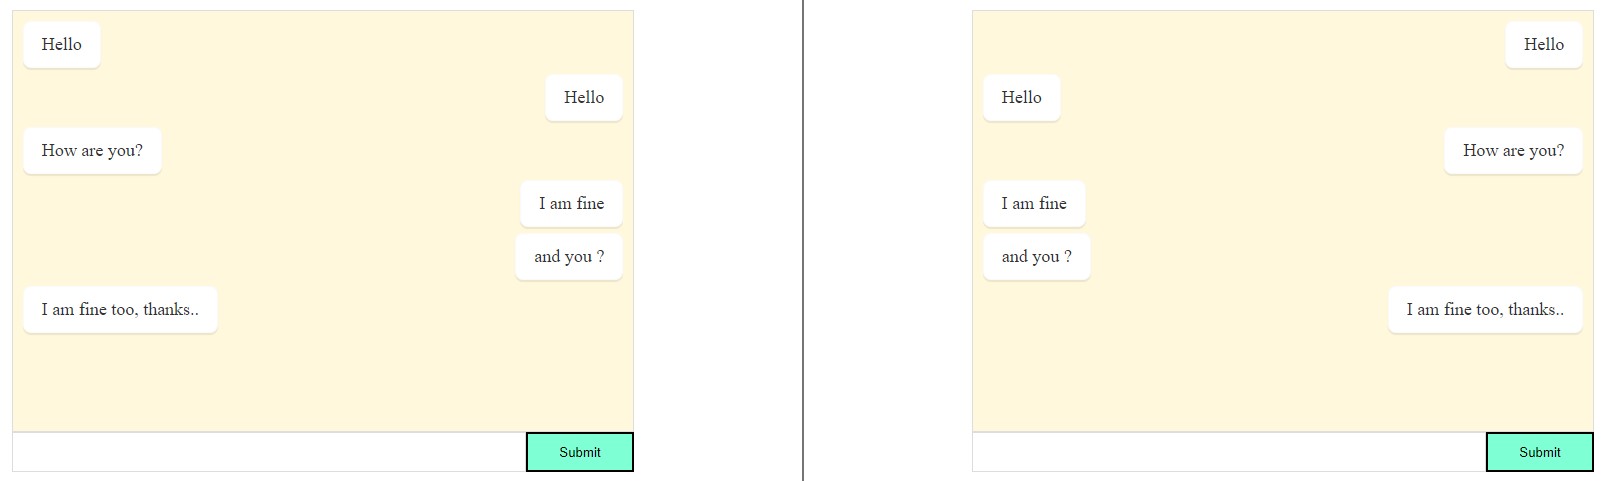 Hello
Hello
How are you?
I am fine
and you ?
I am fine too, thanks..
Submit
Hello
Hello
How are you?
I am fine
and you ?
I am fine too, thanks..
Submit